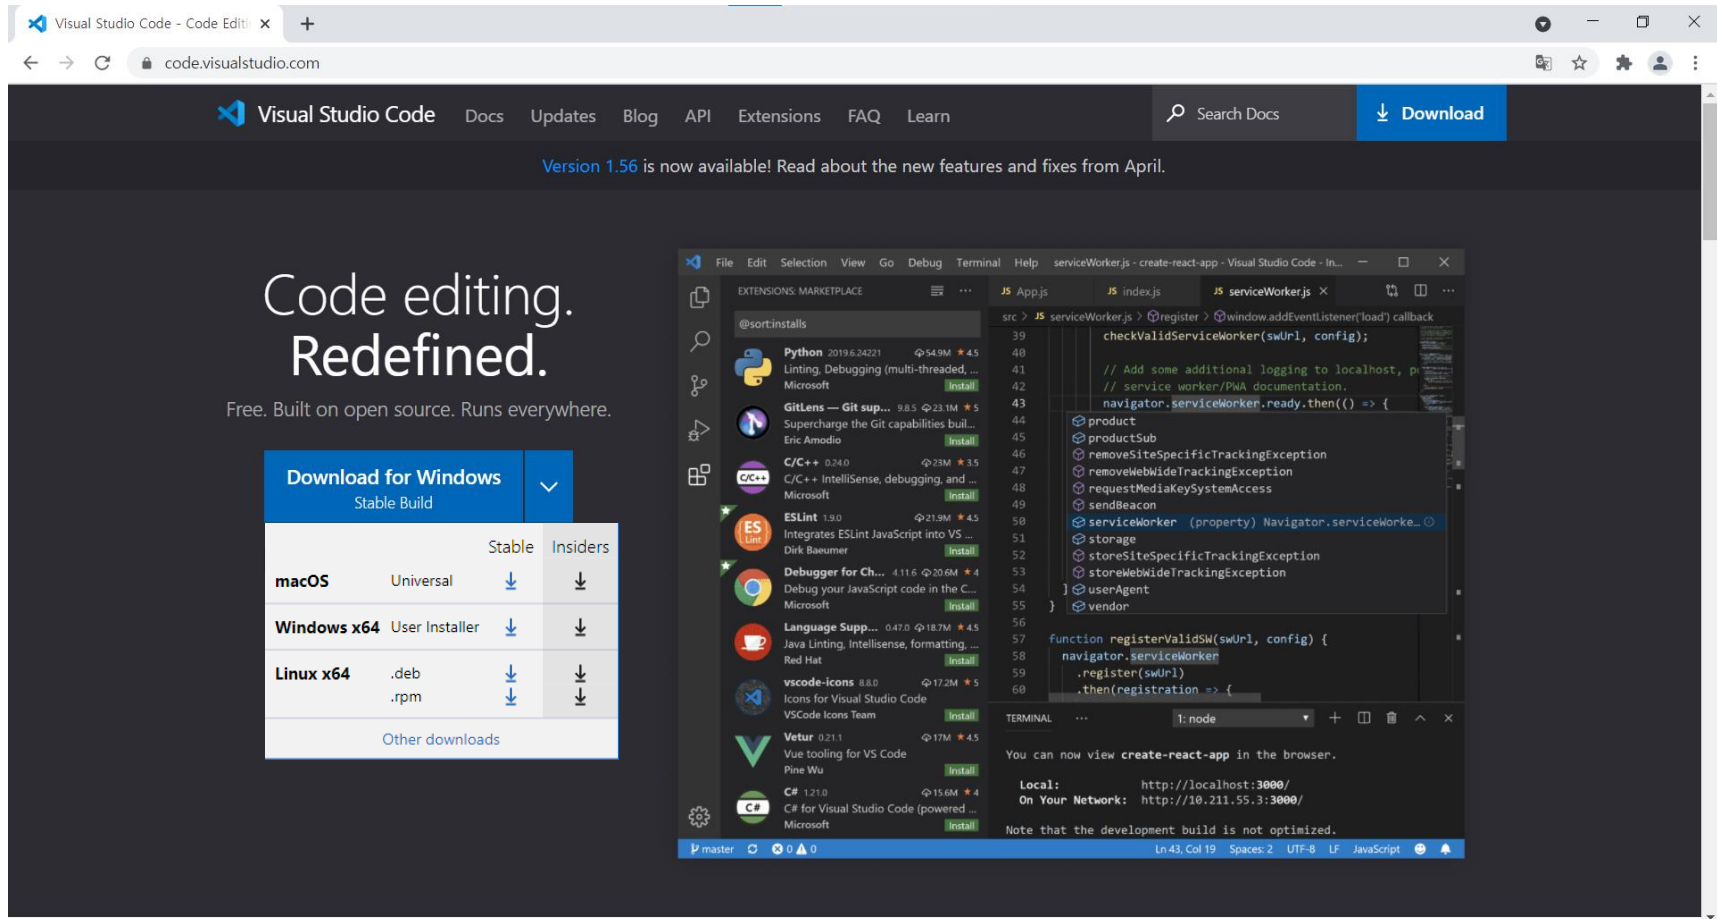 Visual Studio Code - Code Editi
code.visualstudio.com
Visual Studio Code Docs Updates Blog API Extensions FAQ Learn Search Docs Download
Version 1.56 is now available! Read about the new features and fixes from April.
Code editing.
Redefined.
Free. Built on open source. Runs everywhere.
Download for Windows
Stable Build
Stable Insiders
macOS Universal
Windows x64 User Installer
Linux x64 .deb
.rpm
Other downloads
File Edit Selection View Go Debug Terminal Help serviceWorker.js - create-react-app - Visual Studio Code - In...
EXTENSIONS: MARKETPLACE
@sort:installs
Python 2019.6.24221 54.9M 4.5
Linting, Debugging (multi-threaded, ...
Microsoft Install
GitLens — Git sup... 9.8.5 23.1M 5
Supercharge the Git capabilities buil...
Eric Amodio Install
C/C++ 0.24.0 23M 3.5
C/C++ C/C++ IntelliSense, debugging, and ...
Microsoft Install
ESLint 1.9.0 21.9M 4.5
ES Lint Integrates ESLint JavaScript into VS ...
Dirk Baeumer Install
Debugger for Ch... 4.11.6 20.6M 4
Debug your JavaScript code in the C...
Microsoft Install
Language Supp... 0.47.0 18.7M 4.5
Java Linting, Intellisense, formatting, ...
Red Hat Install
vscode-icons 8.8.0 17.2M 5
Icons for Visual Studio Code
VSCode Icons Team Install
Vetur 0.21.1 17M 4.5
Vue tooling for VS Code
Pine Wu Install
C# 1.21.0 15.6M 4
C# C# for Visual Studio Code (powered ...
Microsoft Install
JS App.js JS index.js JS serviceWorker.js
src > JS serviceWorker.js > register > window.addEventListener('load') callback
39 checkValidServiceWorker(swUrl, config);
40
41 // Add some additional logging to localhost, p
42 // service worker/PWA documentation.
43 navigator.serviceWorker.ready.then(() => {
44 product
45 productSub
46 removeSiteSpecificTrackingException
47 removeWebWideTrackingException
48 requestMediaKeySystemAccess
49 sendBeacon
50 serviceWorker (property) Navigator.serviceWorke...
51 storage
52 storeSiteSpecificTrackingException
53 storeWebWideTrackingException
54 } userAgent
55 } vendor
56
57 function registerValidSW(swUrl, config) {
58 navigator.serviceWorker
59 .register(swUrl)
60 .then(registration => {
TERMINAL ... 1: node
You can now view create-react-app in the browser.
Local: http://localhost:3000/
On Your Network: http://10.211.55.3:3000/
Note that the development build is not optimized.
master 0 0 Ln 43, Col 19 Spaces: 2 UTF-8 LF JavaScript